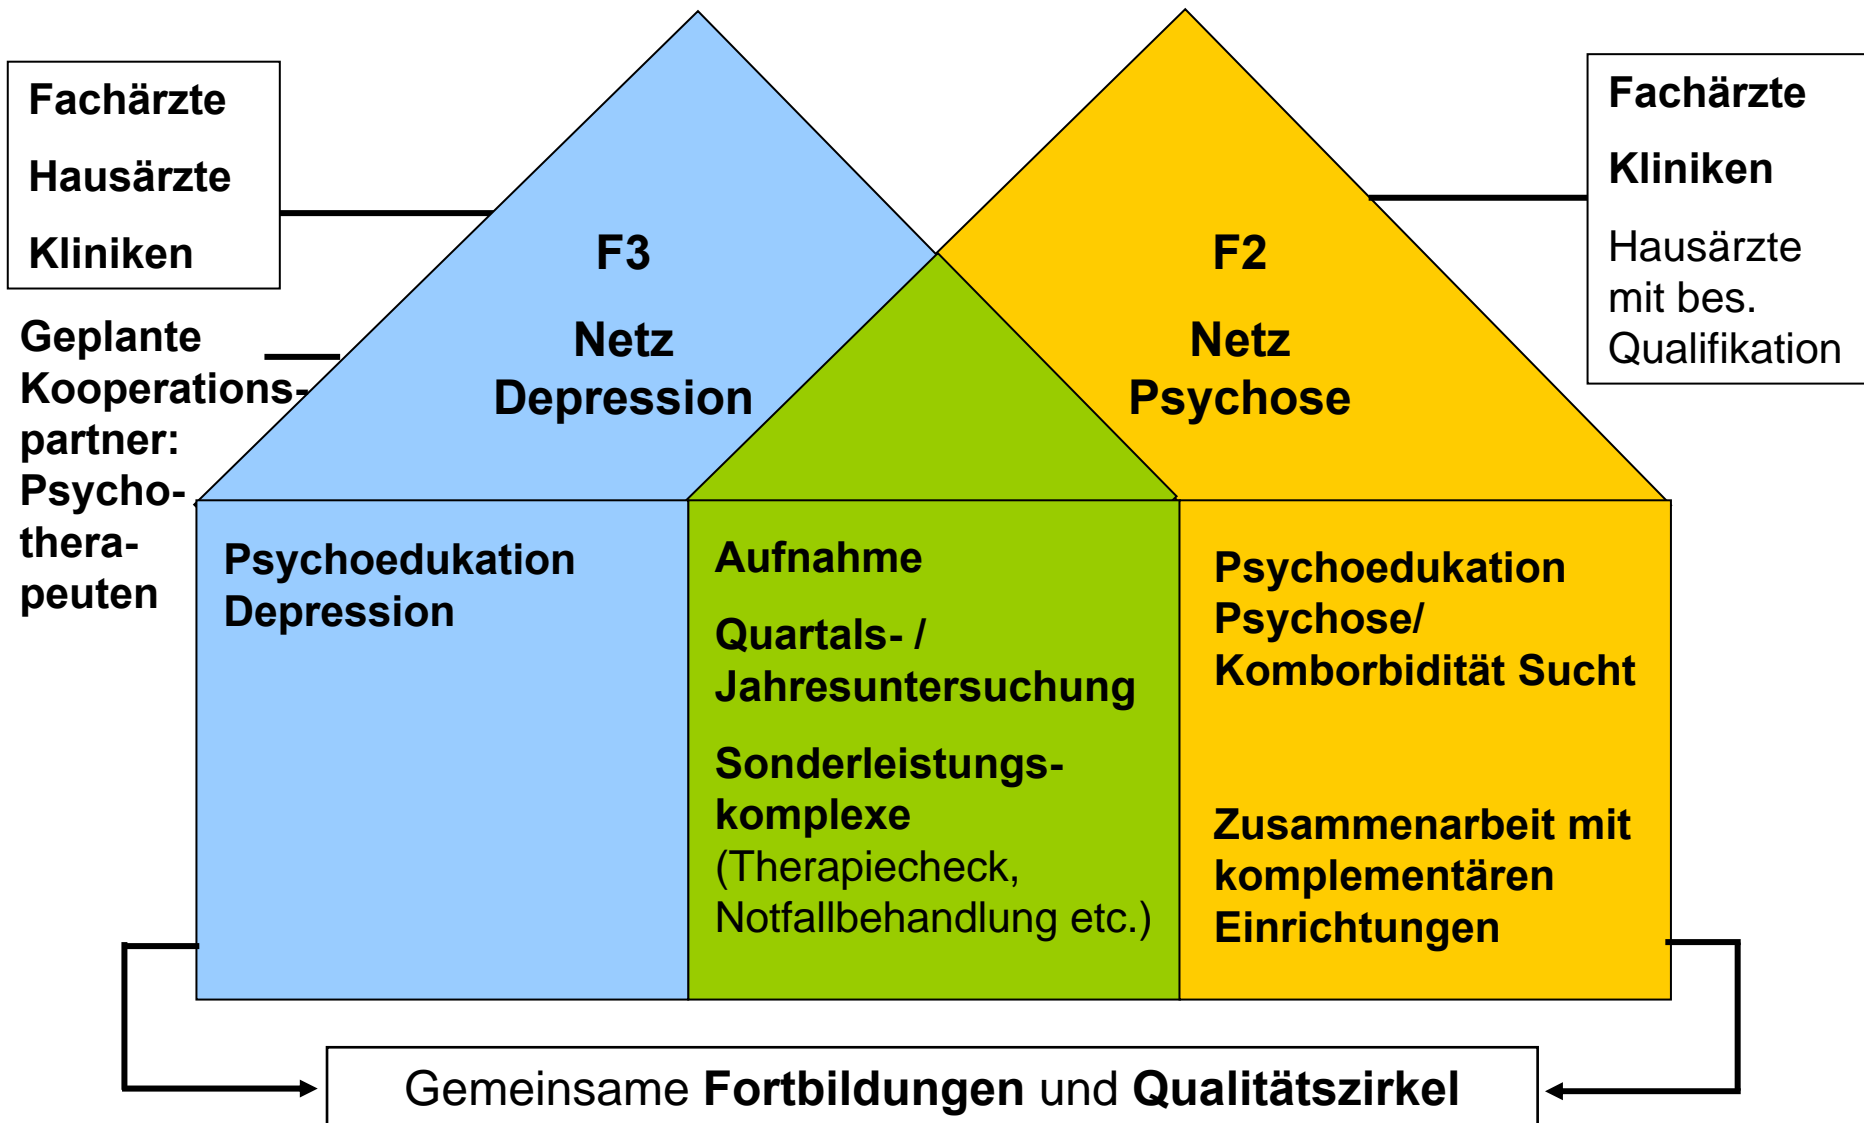 Fachärzte
Hausärzte
Kliniken
Geplante
Kooperations-
partner:
Psycho-
thera-
peuten
F3
Netz
Depression
F2
Netz
Psychose
Fachärzte
Kliniken
Hausärzte
mit bes.
Qualifikation
Psychoedukation
Depression
Aufnahme
Quartals- /
Jahresuntersuchung
Sonderleistungs-
komplexe
(Therapiecheck,
Notfallbehandlung etc.)
Psychoedukation
Psychose/
Komborbidität Sucht
Zusammenarbeit mit
komplementären
Einrichtungen
Gemeinsame Fortbildungen und Qualitätszirkel